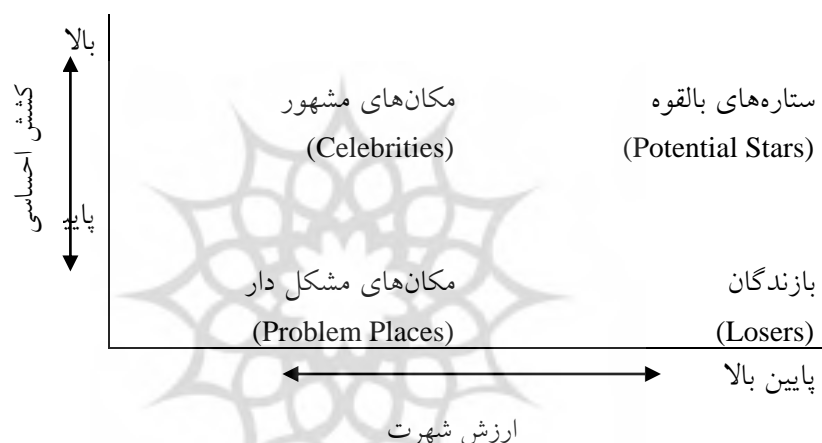 بالا
ستاره‌های بالقوه
(Potential Stars)
مکان‌های مشهور
(Celebrities)
کشش احساسی
پایی
بازندگان
(Losers)
مکان‌های مشکل دار
(Problem Places)
پایین بالا
ارزش شهرت